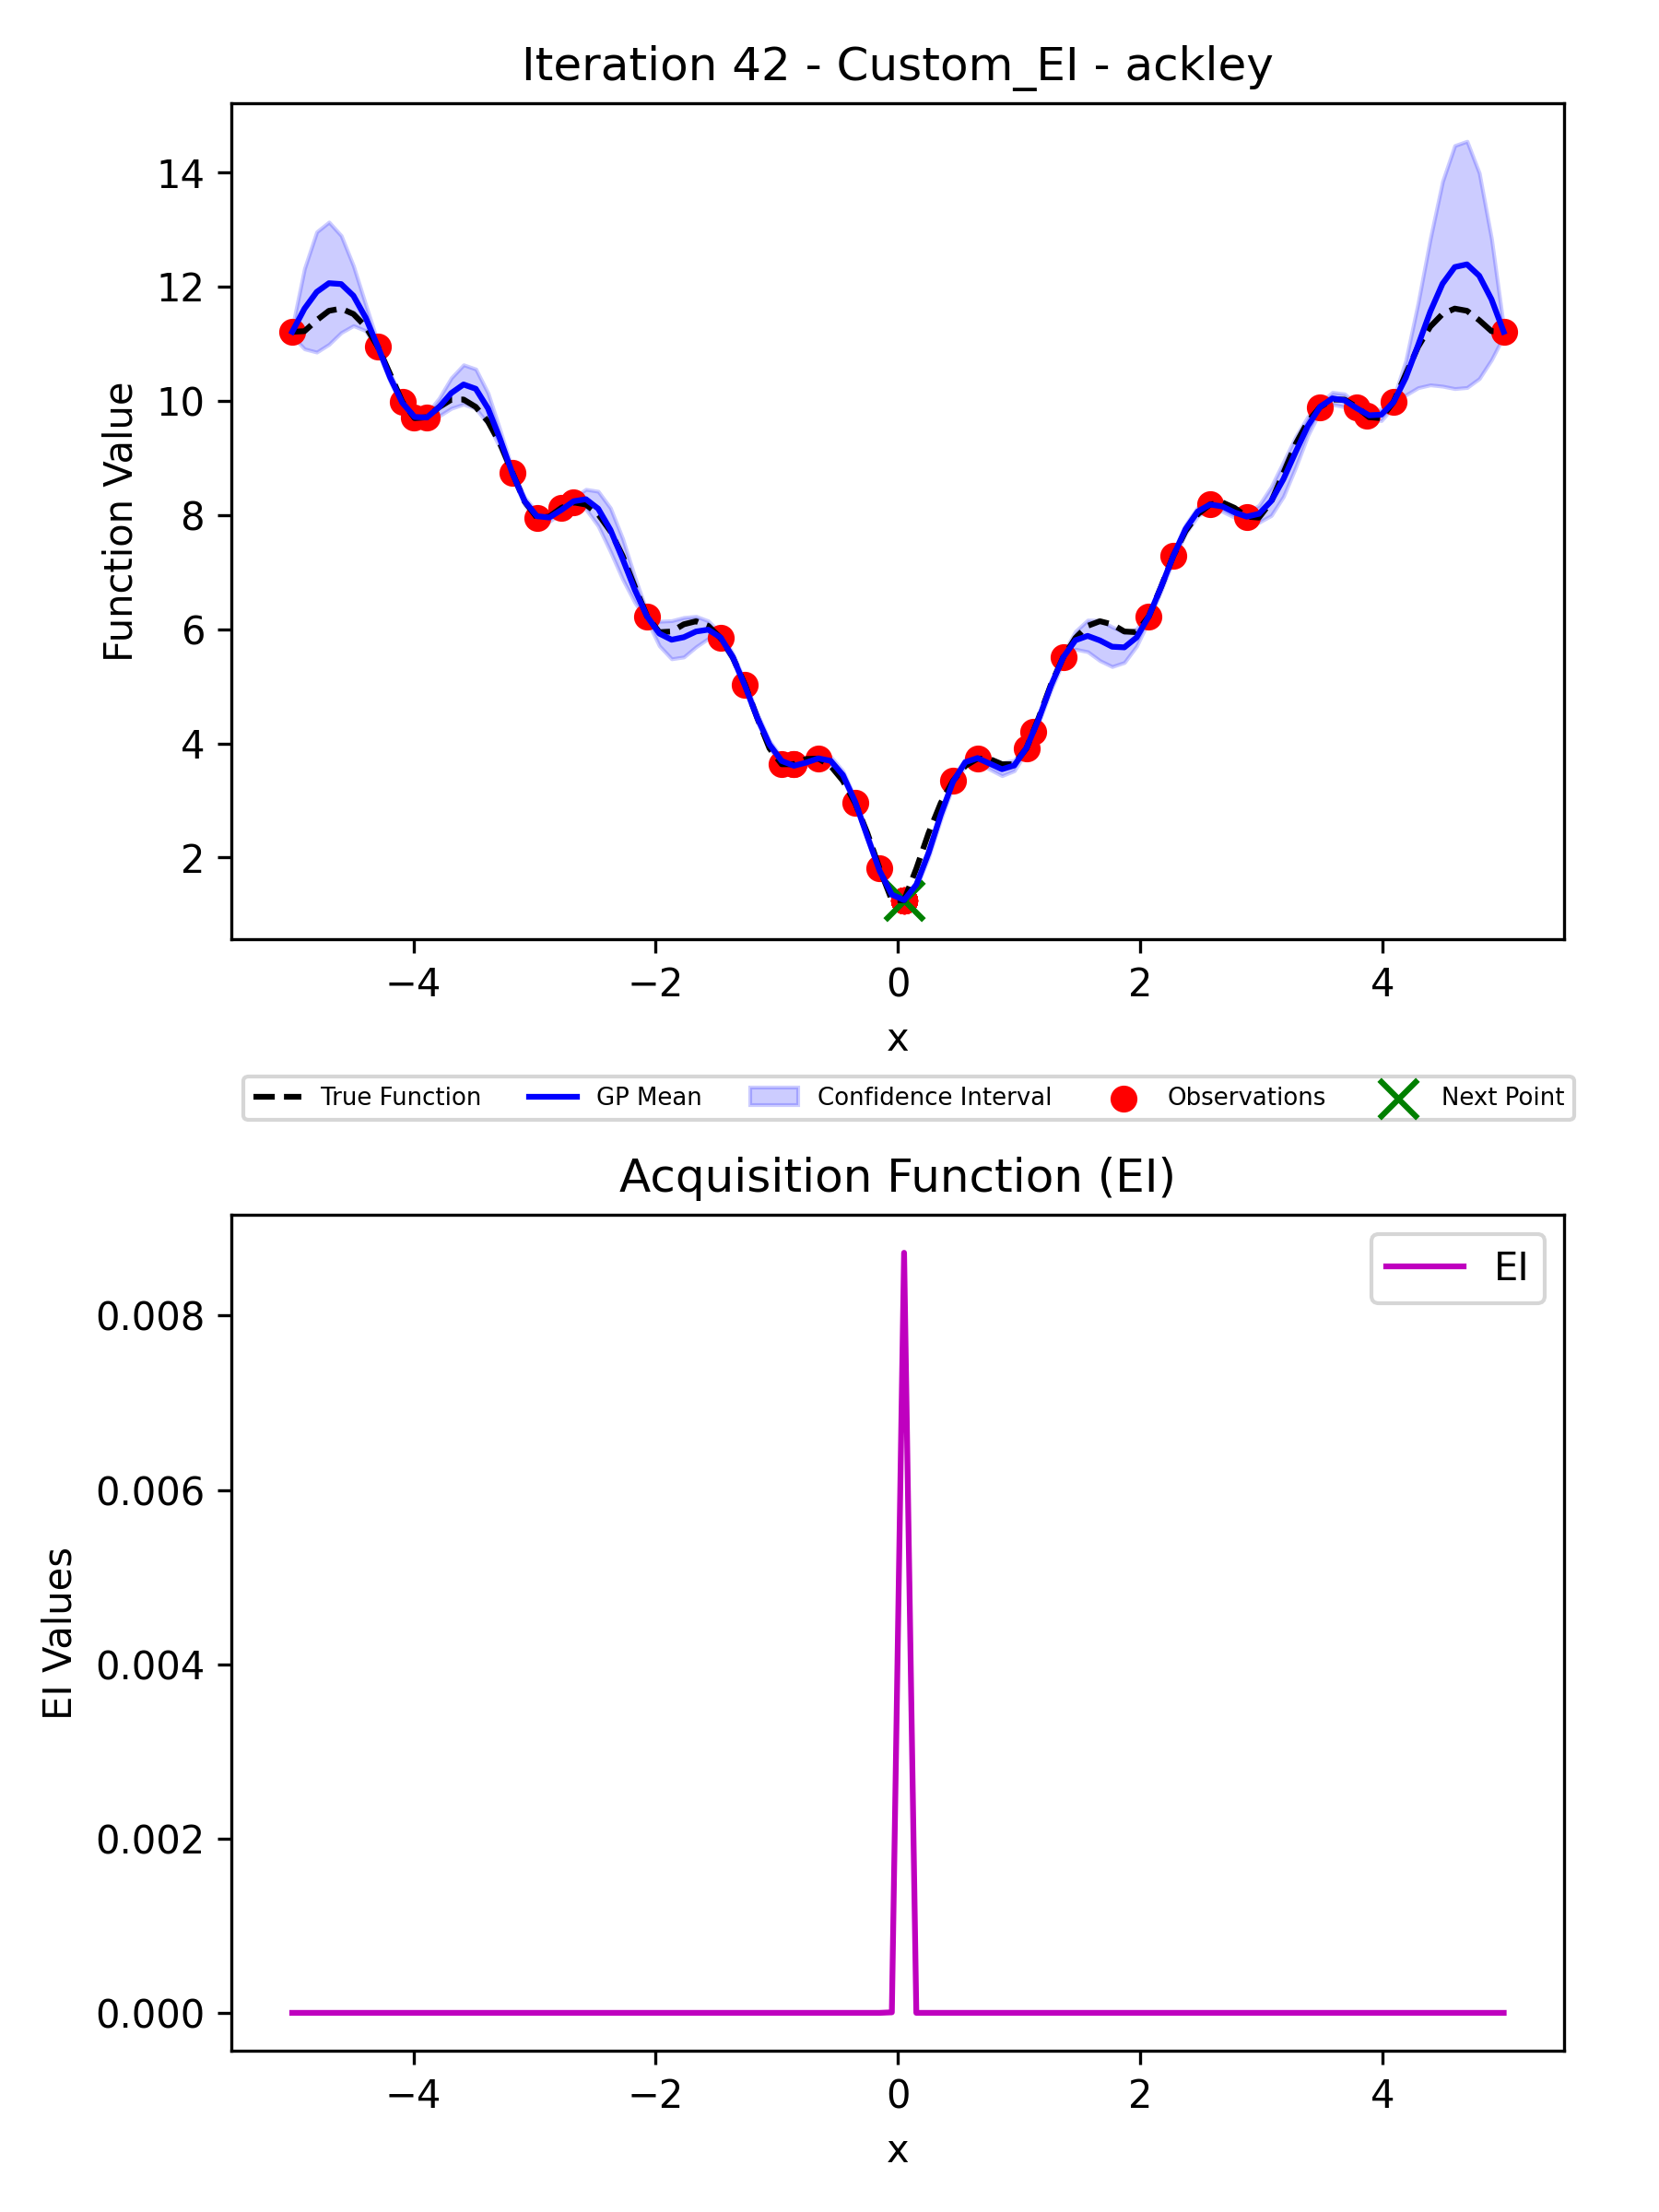 Iteration 42 - Custom_EI - ackley
14
12
10
8
6
4
2
Function Value
−4 −2 0 2 4
x
True Function GP Mean Confidence Interval Observations Next Point
Acquisition Function (EI)
EI
0.008
0.006
0.004
0.002
0.000
EI Values
−4 −2 0 2 4
x